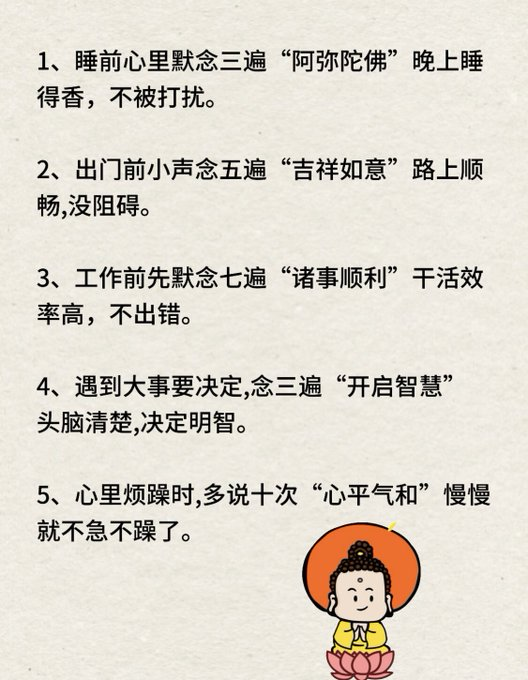 1、睡前心里默念三遍“阿弥陀佛”晚上睡
得香，不被打扰。
2、出门前小声念五遍“吉祥如意”路上顺
畅,没阻碍。
3、工作前先默念七遍“诸事顺利”干活效
率高，不出错。
4、遇到大事要决定,念三遍“开启智慧”
头脑清楚,决定明智。
5、心里烦躁时,多说十次“心平气和”慢慢
就不急不躁了。